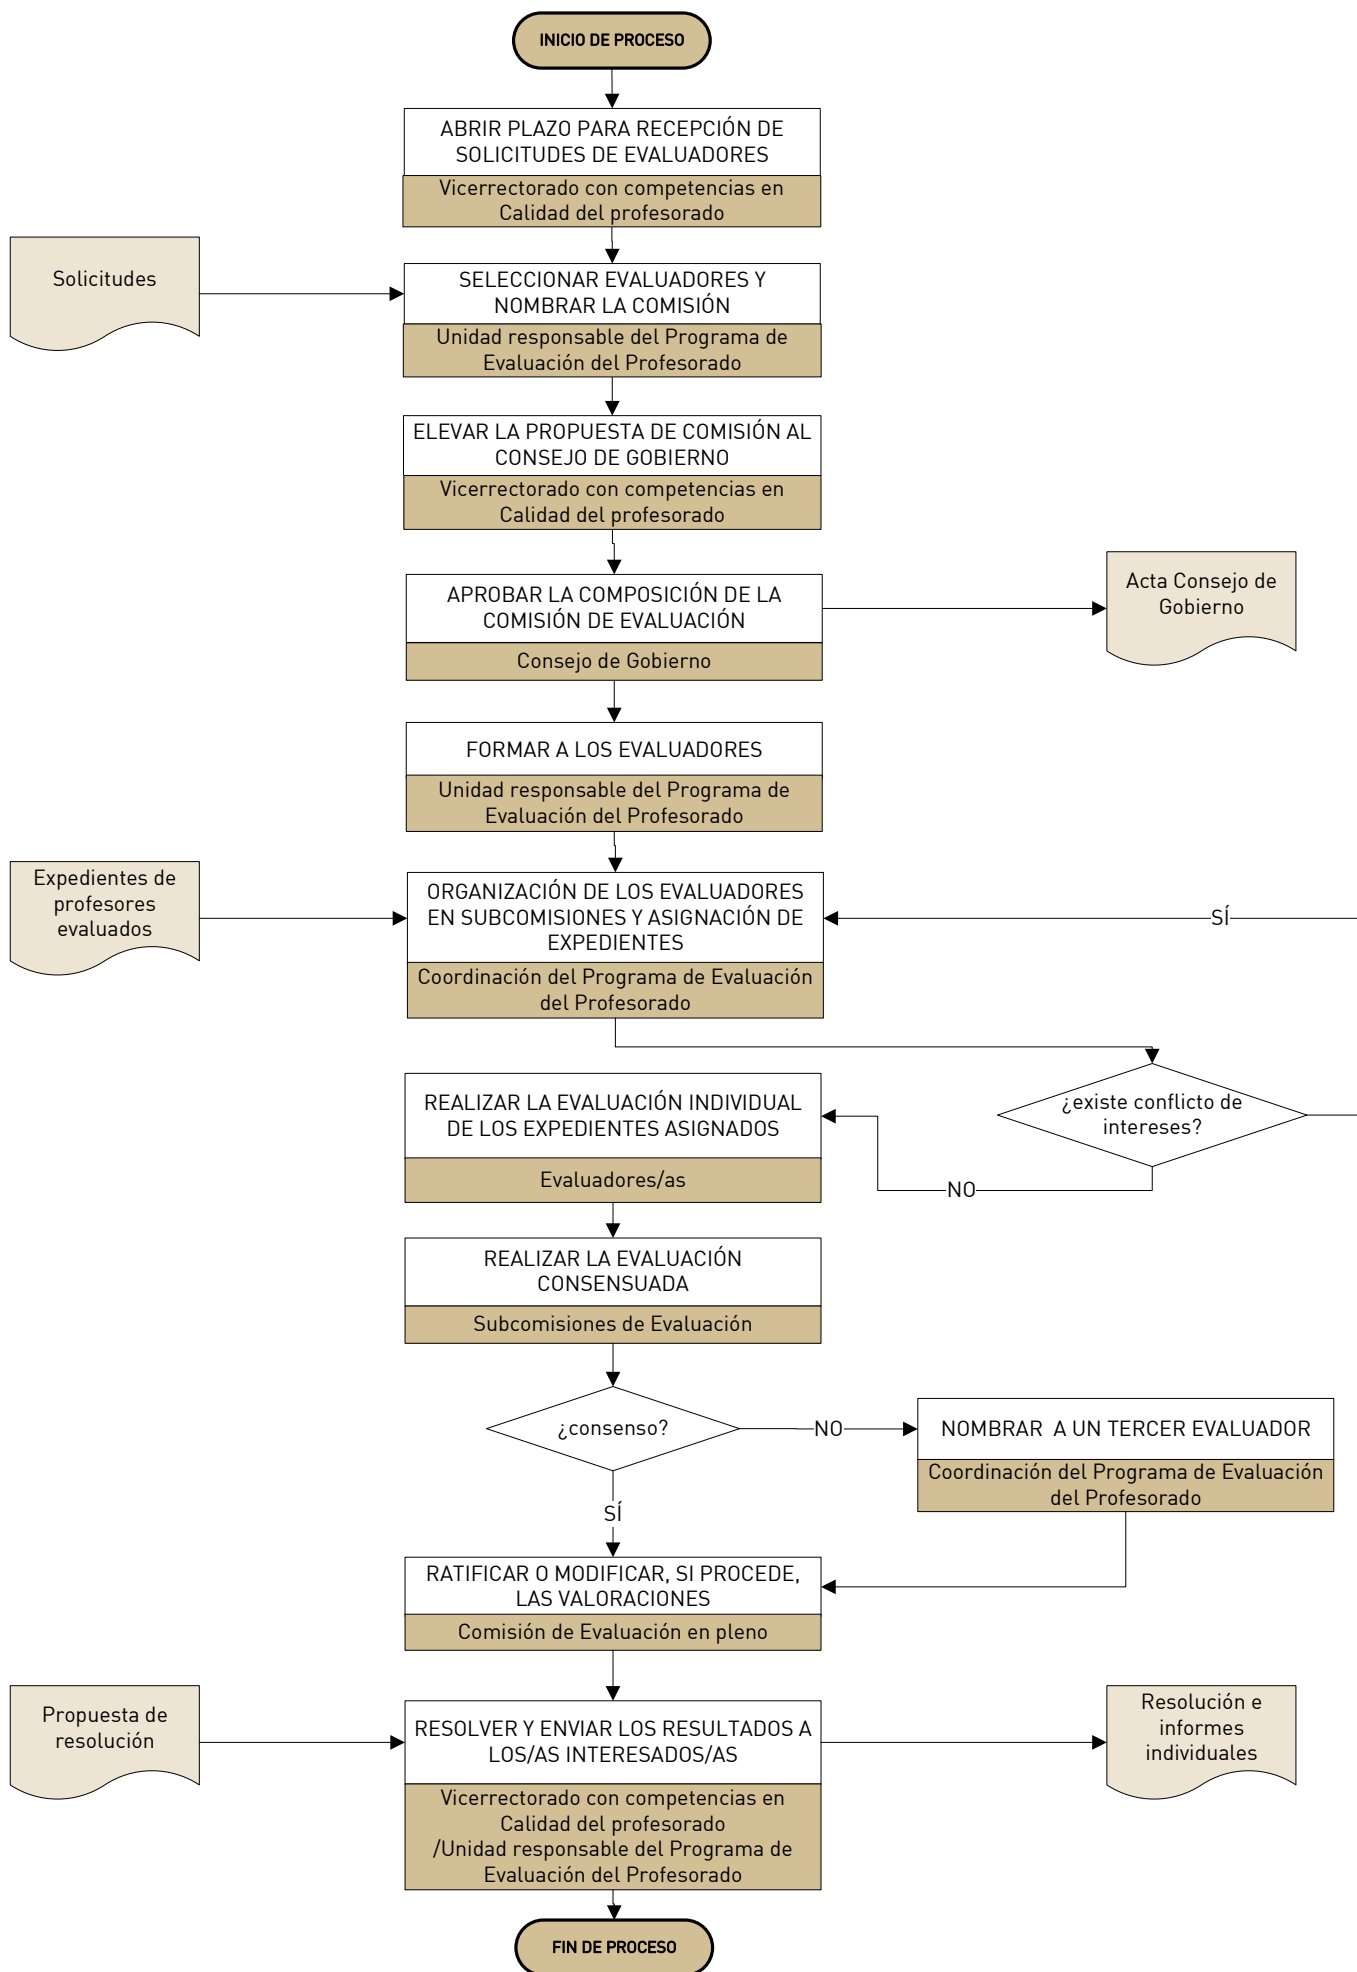 INICIO DE PROCESO
ABRIR PLAZO PARA RECEPCIÓN DE
SOLICITUDES DE EVALUADORES
Vicerrectorado con competencias en
Calidad del profesorado
Solicitudes
SELECCIONAR EVALUADORES Y
NOMBRAR LA COMISIÓN
Unidad responsable del Programa de
Evaluación del Profesorado
ELEVAR LA PROPUESTA DE COMISIÓN AL
CONSEJO DE GOBIERNO
Vicerrectorado con competencias en
Calidad del profesorado
APROBAR LA COMPOSICIÓN DE LA
COMISIÓN DE EVALUACIÓN
Consejo de Gobierno
Acta Consejo de
Gobierno
FORMAR A LOS EVALUADORES
Unidad responsable del Programa de
Evaluación del Profesorado
Expedientes de
profesores
evaluados
ORGANIZACIÓN DE LOS EVALUADORES
EN SUBCOMISIONES Y ASIGNACIÓN DE
EXPEDIENTES
Coordinación del Programa de Evaluación
del Profesorado
SÍ
¿existe conflicto de
intereses?
NO
REALIZAR LA EVALUACIÓN INDIVIDUAL
DE LOS EXPEDIENTES ASIGNADOS
Evaluadores/as
REALIZAR LA EVALUACIÓN
CONSENSUADA
Subcomisiones de Evaluación
¿consenso?
NO
NOMBRAR  A UN TERCER EVALUADOR
Coordinación del Programa de Evaluación
del Profesorado
SÍ
RATIFICAR O MODIFICAR, SI PROCEDE,
LAS VALORACIONES
Comisión de Evaluación en pleno
Propuesta de
resolución
RESOLVER Y ENVIAR LOS RESULTADOS A
LOS/AS INTERESADOS/AS
Vicerrectorado con competencias en
Calidad del profesorado
/Unidad responsable del Programa de
Evaluación del Profesorado
Resolución e
informes
individuales
FIN DE PROCESO